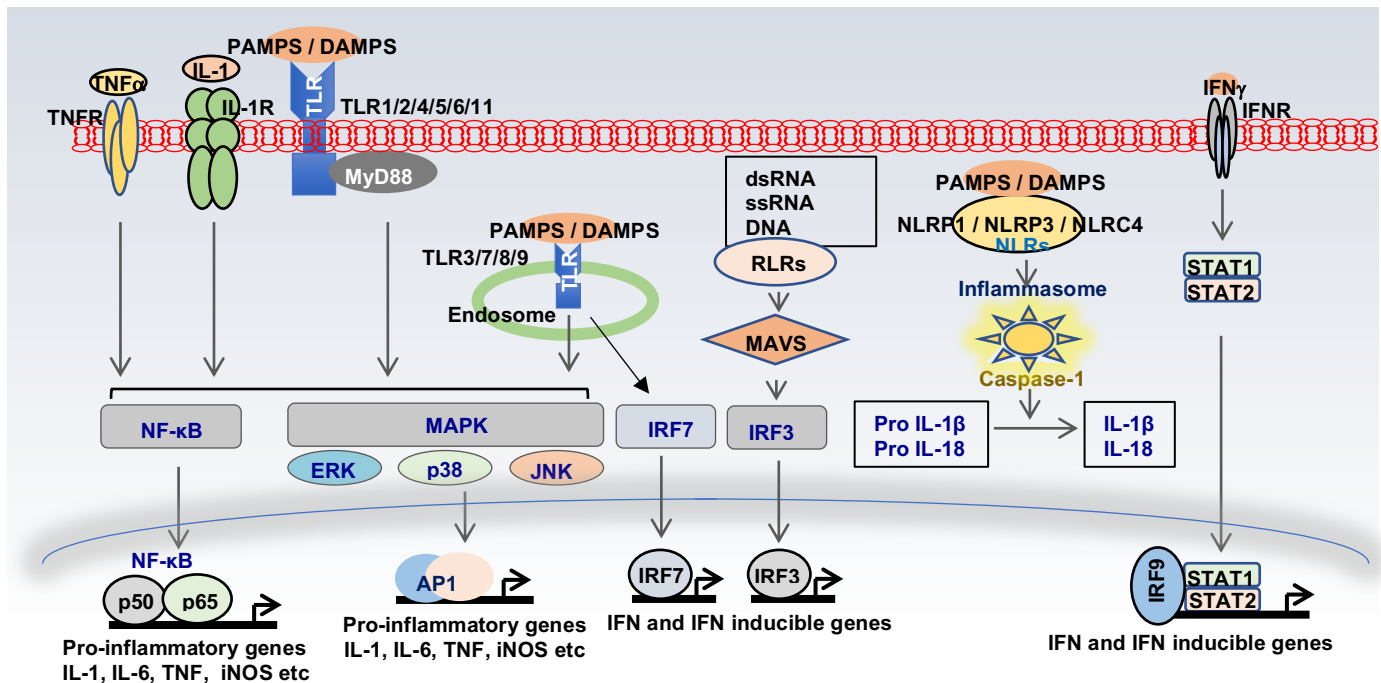 PAMPS / DAMPS
TNFα
IL-1
TLR
TNFR
IL-1R
TLR1/2/4/5/6/11
MyD88
IFNγ
IFNR
dsRNA
ssRNA
DNA
RLRs
PAMPS / DAMPS
NLRP1 / NLRP3 / NLRC4
NLRs
PAMPS / DAMPS
TLR3/7/8/9
TLR
Endosome
STAT1
STAT2
Inflammasome
MAVS
Caspase-1
NF-κB
MAPK
IRF7
IRF3
Pro IL-1β
Pro IL-18
IL-1β
IL-18
ERK
p38
JNK
NF-κB
p50
p65
AP1
IRF7
IRF3
IRF9
STAT1
STAT2
Pro-inflammatory genes
IL-1, IL-6, TNF, iNOS etc
Pro-inflammatory genes
IL-1, IL-6, TNF, iNOS etc
IFN and IFN inducible genes
IFN and IFN inducible genes